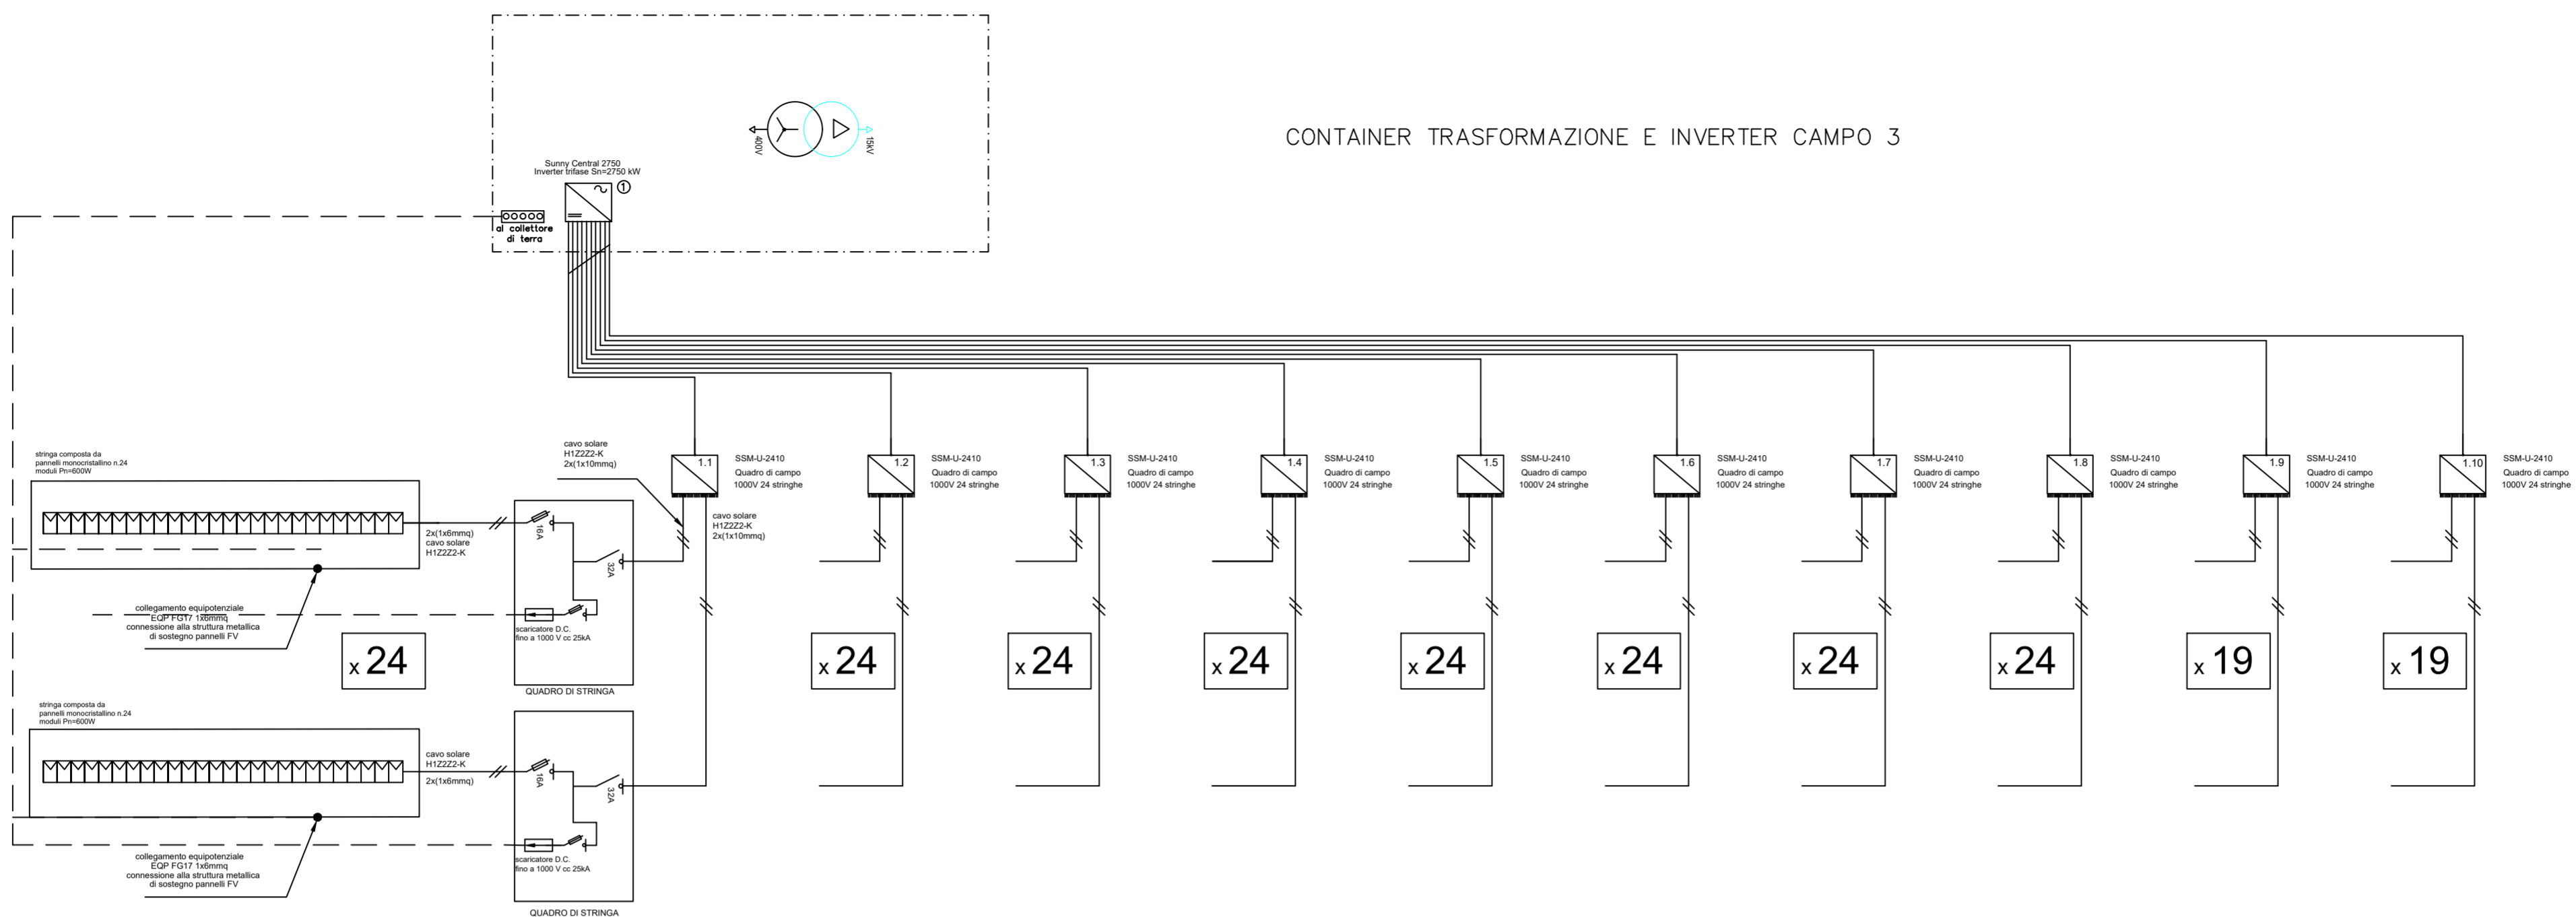 CONTAINER TRASFORMAZIONE E INVERTER CAMPO 3
400V
15kV
Sunny Central 2750
Inverter trifase Sn=2750 kW
1
al collettore
di terra
stringa composta da
pannelli monocristallino n.24
moduli Pn=600W
cavo solare
H1Z2Z2-K
2x(1x10mmq)
1.1
SSM-U-2410
Quadro di campo
1000V 24 stringhe
1.2
SSM-U-2410
Quadro di campo
1000V 24 stringhe
1.3
SSM-U-2410
Quadro di campo
1000V 24 stringhe
1.4
SSM-U-2410
Quadro di campo
1000V 24 stringhe
1.5
SSM-U-2410
Quadro di campo
1000V 24 stringhe
1.6
SSM-U-2410
Quadro di campo
1000V 24 stringhe
1.7
SSM-U-2410
Quadro di campo
1000V 24 stringhe
1.8
SSM-U-2410
Quadro di campo
1000V 24 stringhe
1.9
SSM-U-2410
Quadro di campo
1000V 24 stringhe
1.10
SSM-U-2410
Quadro di campo
1000V 24 stringhe
2x(1x6mmq)
cavo solare
H1Z2Z2-K
16A
32A
cavo solare
H1Z2Z2-K
2x(1x10mmq)
collegamento equipotenziale
EQP FG17 1x6mmq
connessione alla struttura metallica
di sostegno pannelli FV
scaricatore D.C.
fino a 1000 V cc 25kA
QUADRO DI STRINGA
x 24
x 24
x 24
x 24
x 24
x 24
x 24
x 24
x 19
x 19
stringa composta da
pannelli monocristallino n.24
moduli Pn=600W
cavo solare
H1Z2Z2-K
2x(1x6mmq)
16A
32A
collegamento equipotenziale
EQP FG17 1x6mmq
connessione alla struttura metallica
di sostegno pannelli FV
scaricatore D.C.
fino a 1000 V cc 25kA
QUADRO DI STRINGA